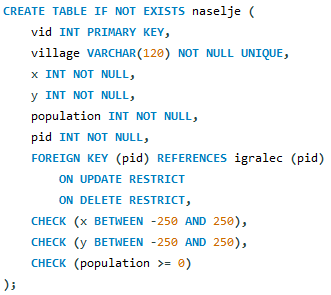 CREATE TABLE IF NOT EXISTS naselje (
    vid INT PRIMARY KEY,
    village VARCHAR(120) NOT NULL UNIQUE,
    x INT NOT NULL,
    y INT NOT NULL,
    population INT NOT NULL,
    pid INT NOT NULL,
    FOREIGN KEY (pid) REFERENCES igralec (pid)
        ON UPDATE RESTRICT
        ON DELETE RESTRICT,
    CHECK (x BETWEEN -250 AND 250),
    CHECK (y BETWEEN -250 AND 250),
    CHECK (population >= 0)
);